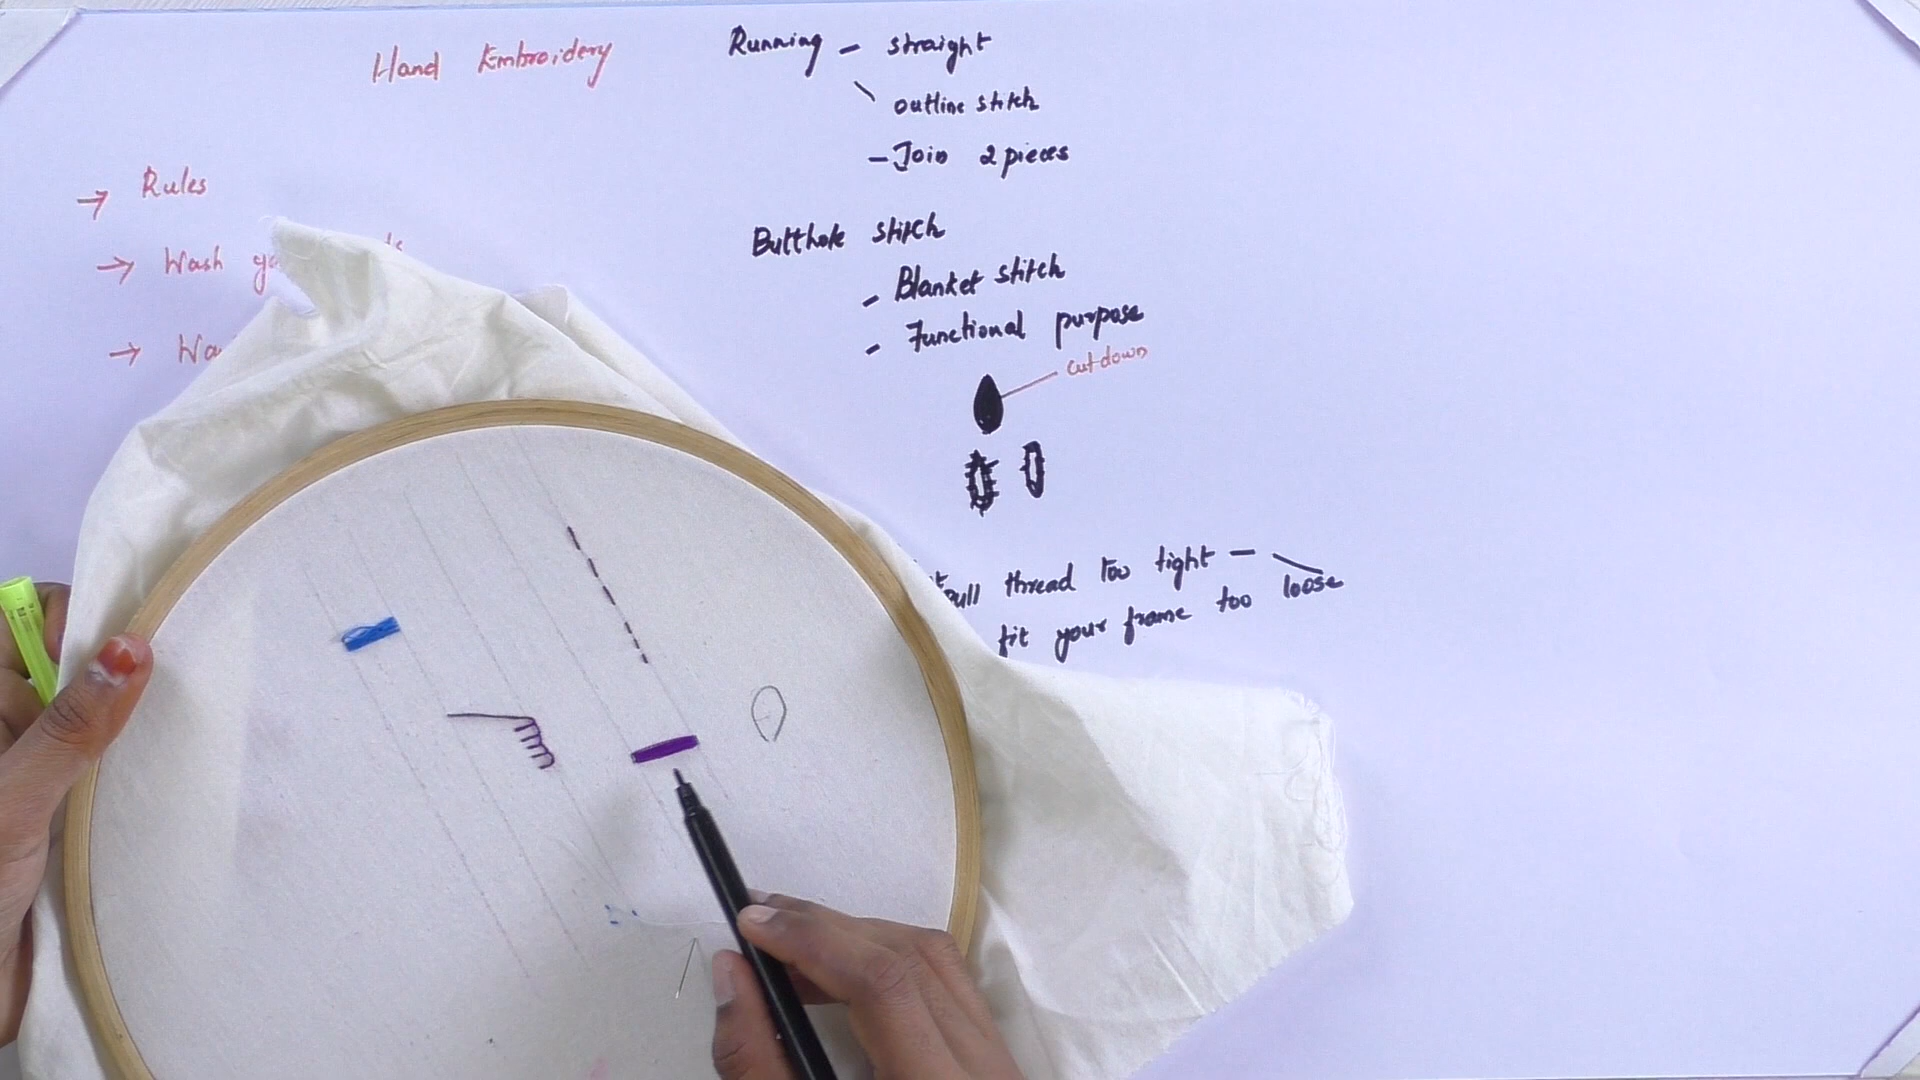 Hand Embroidery
→ Rules
→ Wash
→
Running – straight
outline stitch
– Join 2 pieces
Butthole stitch
- Blanket stitch
- Functional purpose
cut down
pull thread too tight –
fit your frame too loose